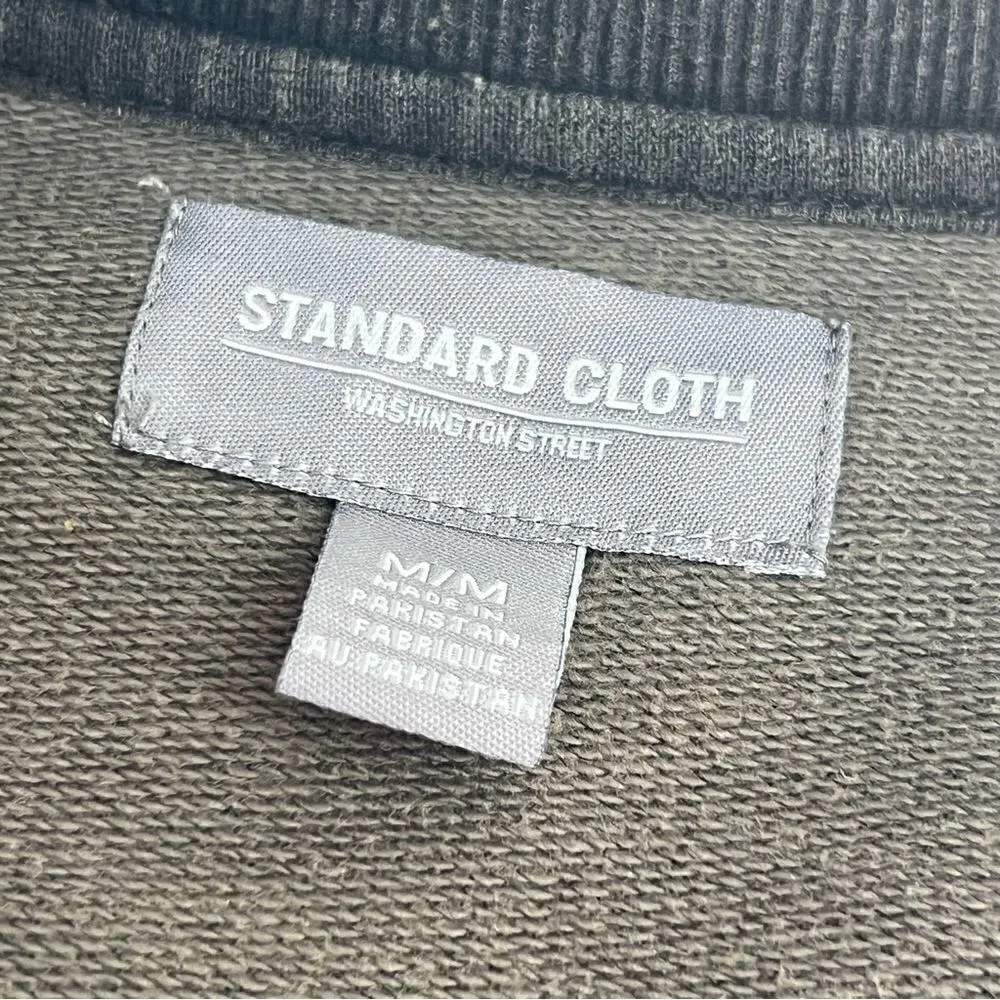 STANDARD CLOTH
WASHINGTON STREET
M/M
MADE IN
PAKISTAN
FABRIQUE
AU PAKISTAN